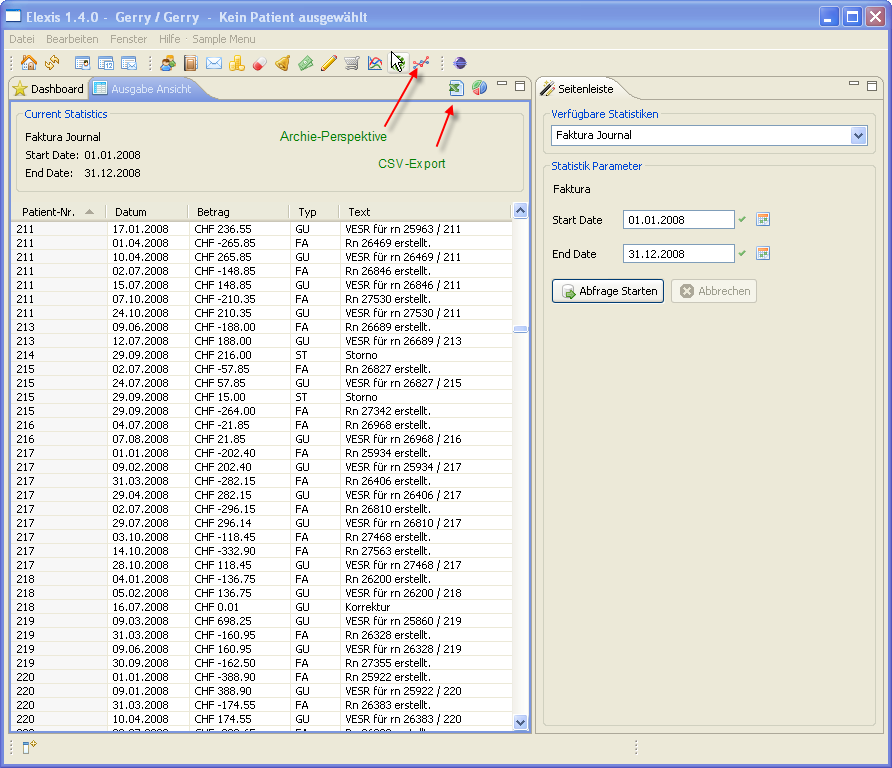 Elexis 1.4.0 - Gerry / Gerry - Kein Patient ausgewählt
Datei Bearbeiten Fenster Hilfe Sample Menu
Dashboard Ausgabe Ansicht
Seitenleiste
Current Statistics
Faktura Journal
Start Date: 01.01.2008
End Date: 31.12.2008
Archie-Perspektive
CSV-Export
Patient-Nr. Datum Betrag Typ Text
211 17.01.2008 CHF 236.55 GU VESR für rn 25963 / 211
211 01.04.2008 CHF -265.85 FA Rn 26469 erstellt.
211 10.04.2008 CHF 265.85 GU VESR für rn 26469 / 211
211 02.07.2008 CHF -148.85 FA Rn 26846 erstellt.
211 15.07.2008 CHF 148.85 GU VESR für rn 26846 / 211
211 07.10.2008 CHF -210.35 FA Rn 27530 erstellt.
211 24.10.2008 CHF 210.35 GU VESR für rn 27530 / 211
213 09.06.2008 CHF -188.00 FA Rn 26689 erstellt.
213 12.07.2008 CHF 188.00 GU VESR für rn 26689 / 213
214 29.09.2008 CHF 216.00 ST Storno
215 02.07.2008 CHF -57.85 FA Rn 26827 erstellt.
215 24.07.2008 CHF 57.85 GU VESR für rn 26827 / 215
215 29.09.2008 CHF 15.00 ST Storno
215 29.09.2008 CHF -264.00 FA Rn 27342 erstellt.
216 04.07.2008 CHF -21.85 FA Rn 26968 erstellt.
216 07.08.2008 CHF 21.85 GU VESR für rn 26968 / 216
217 01.01.2008 CHF -202.40 FA Rn 25934 erstellt.
217 09.02.2008 CHF 202.40 GU VESR für rn 25934 / 217
217 31.03.2008 CHF -282.15 FA Rn 26406 erstellt.
217 29.04.2008 CHF 282.15 GU VESR für rn 26406 / 217
217 02.07.2008 CHF -296.15 FA Rn 26810 erstellt.
217 29.07.2008 CHF 296.14 GU VESR für rn 26810 / 217
217 03.10.2008 CHF -118.45 FA Rn 27468 erstellt.
217 14.10.2008 CHF -332.90 FA Rn 27563 erstellt.
217 28.10.2008 CHF 118.45 GU VESR für rn 27468 / 217
218 04.01.2008 CHF -136.75 FA Rn 26200 erstellt.
218 05.02.2008 CHF 136.75 GU VESR für rn 26200 / 218
218 16.07.2008 CHF 0.01 GU Korrektur
219 09.03.2008 CHF 698.25 GU VESR für rn 25860 / 219
219 31.03.2008 CHF -160.95 FA Rn 26328 erstellt.
219 09.06.2008 CHF 160.95 GU VESR für rn 26328 / 219
219 30.09.2008 CHF -162.50 FA Rn 27355 erstellt.
220 01.01.2008 CHF -388.90 FA Rn 25922 erstellt.
220 09.01.2008 CHF 388.90 GU VESR für rn 25922 / 220
220 31.03.2008 CHF -174.55 FA Rn 26383 erstellt.
220 10.04.2008 CHF 174.55 GU VESR für rn 26383 / 220
Verfügbare Statistiken
Faktura Journal
Statistik Parameter
Faktura
Start Date 01.01.2008
End Date 31.12.2008
Abfrage Starten Abbrechen